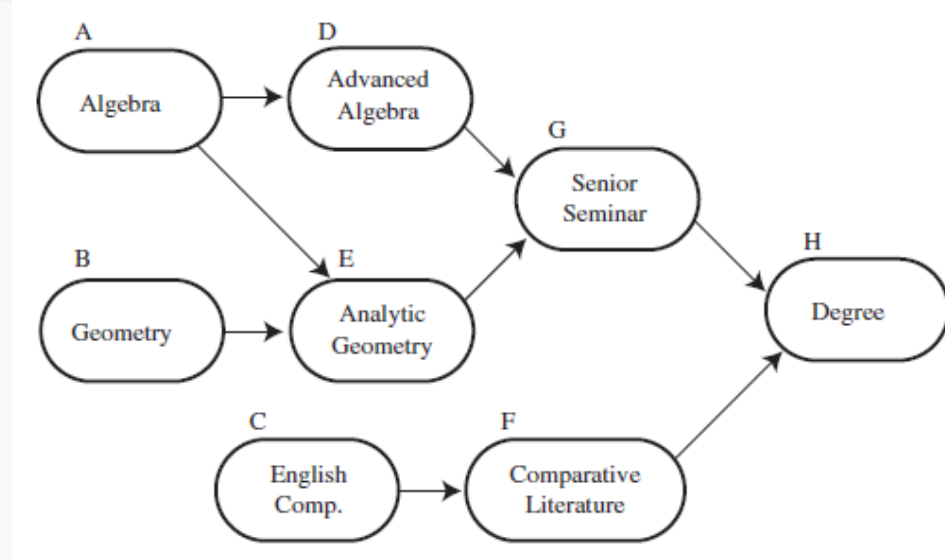 A
Algebra
D
Advanced
Algebra
G
Senior
Seminar
B
Geometry
E
Analytic
Geometry
H
Degree
C
English
Comp.
F
Comparative
Literature